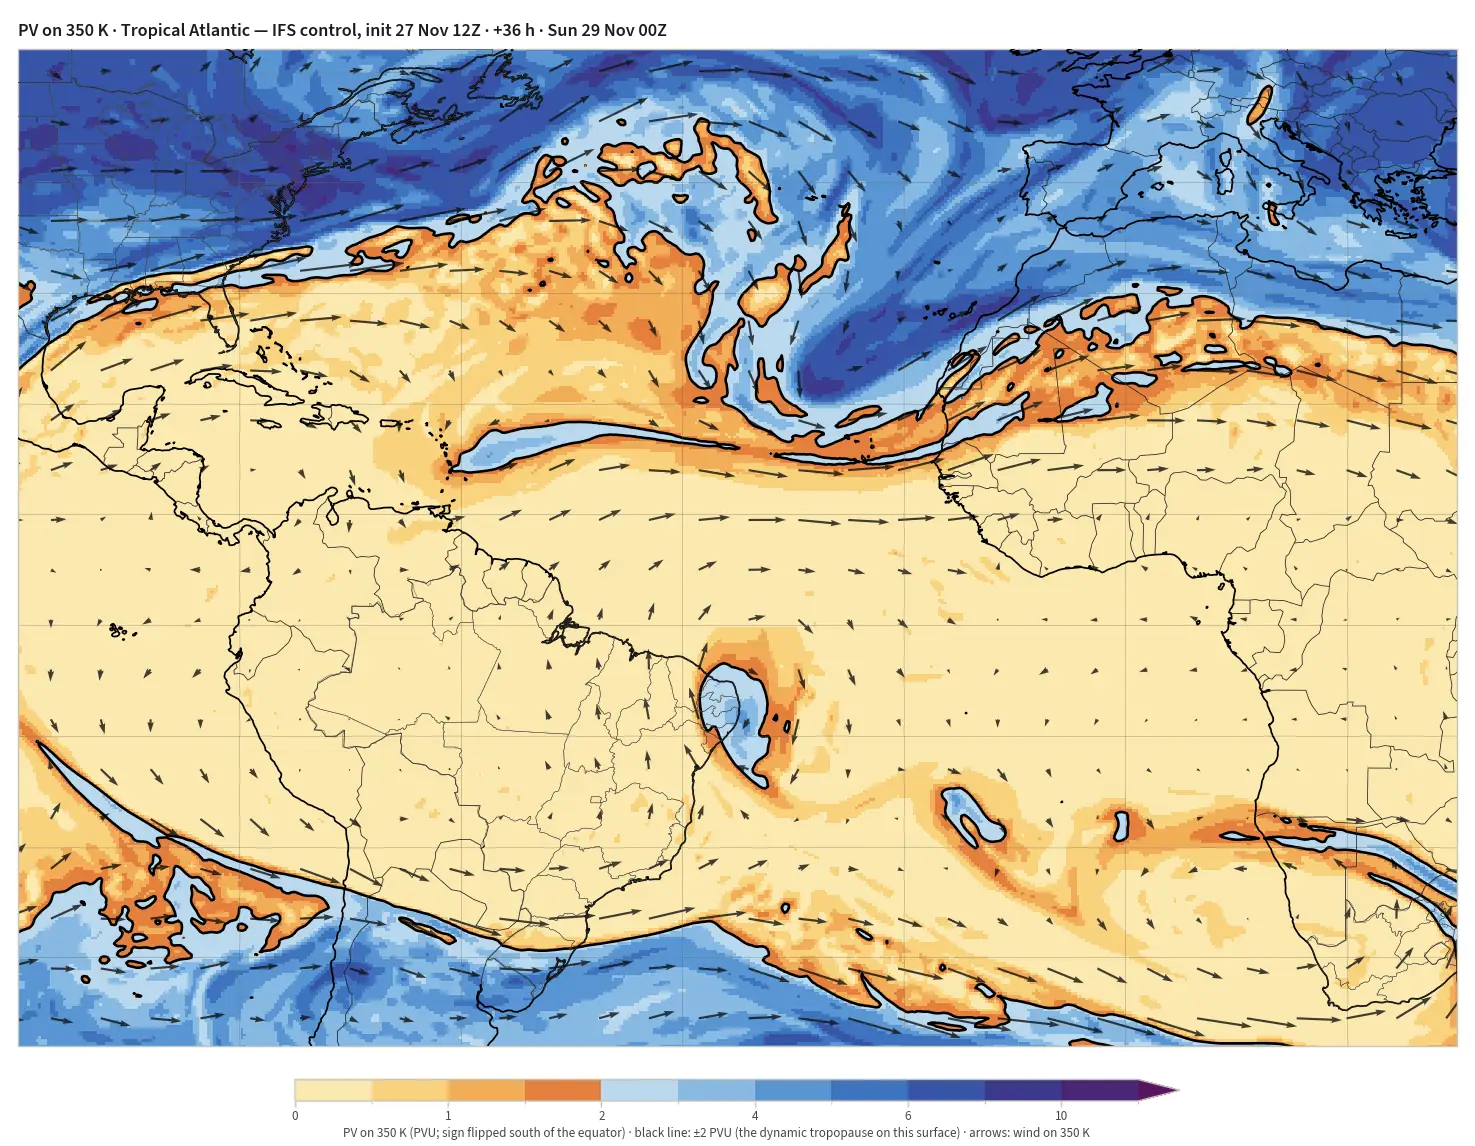 PV on 350 K · Tropical Atlantic — IFS control, init 27 Nov 12Z · +36 h · Sun 29 Nov 00Z
0 1 2 4 6 10
PV on 350 K (PVU; sign flipped south of the equator) · black line: ±2 PVU (the dynamic tropopause on this surface) · arrows: wind on 350 K